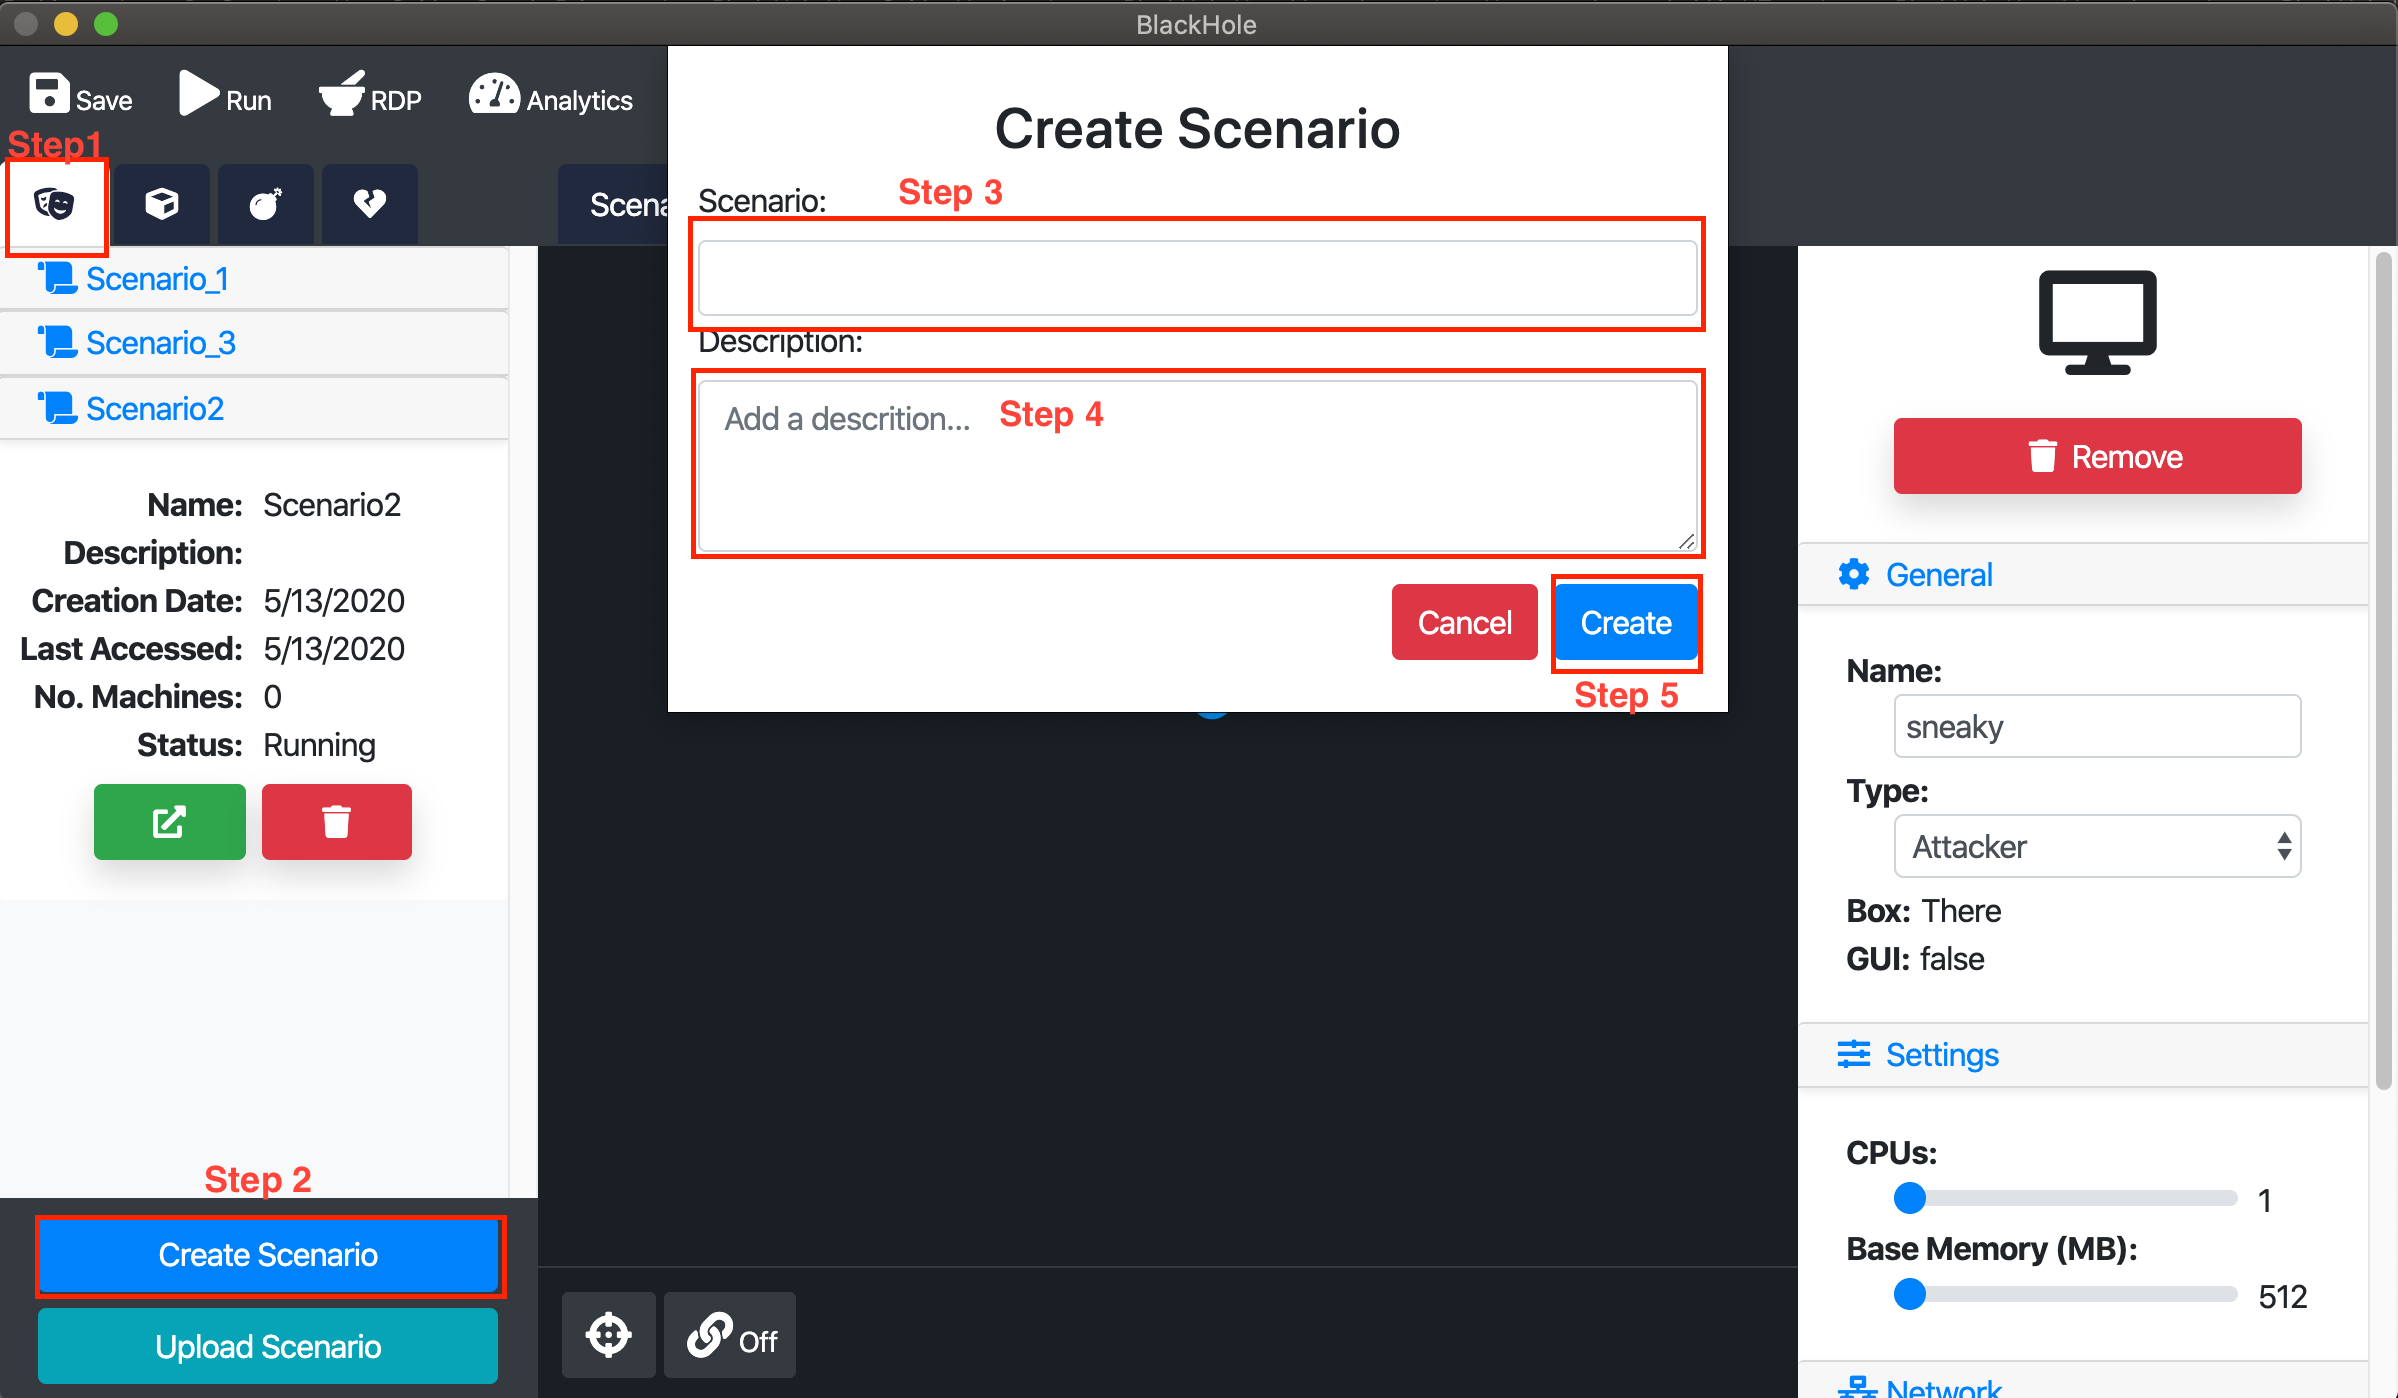 BlackHole
Save
Run
RDP
Analytics
Step1
Scena
Scenario_1
Scenario_3
Scenario2
Name: Scenario2
Description:
Creation Date: 5/13/2020
Last Accessed: 5/13/2020
No. Machines: 0
Status: Running
Step 2
Create Scenario
Upload Scenario
Create Scenario
Scenario:
Step 3
Description:
Add a descrition...
Step 4
Cancel
Create
Step 5
Off
Remove
General
Name:
sneaky
Type:
Attacker
Box: There
GUI: false
Settings
CPUs:
1
Base Memory (MB):
512
Network